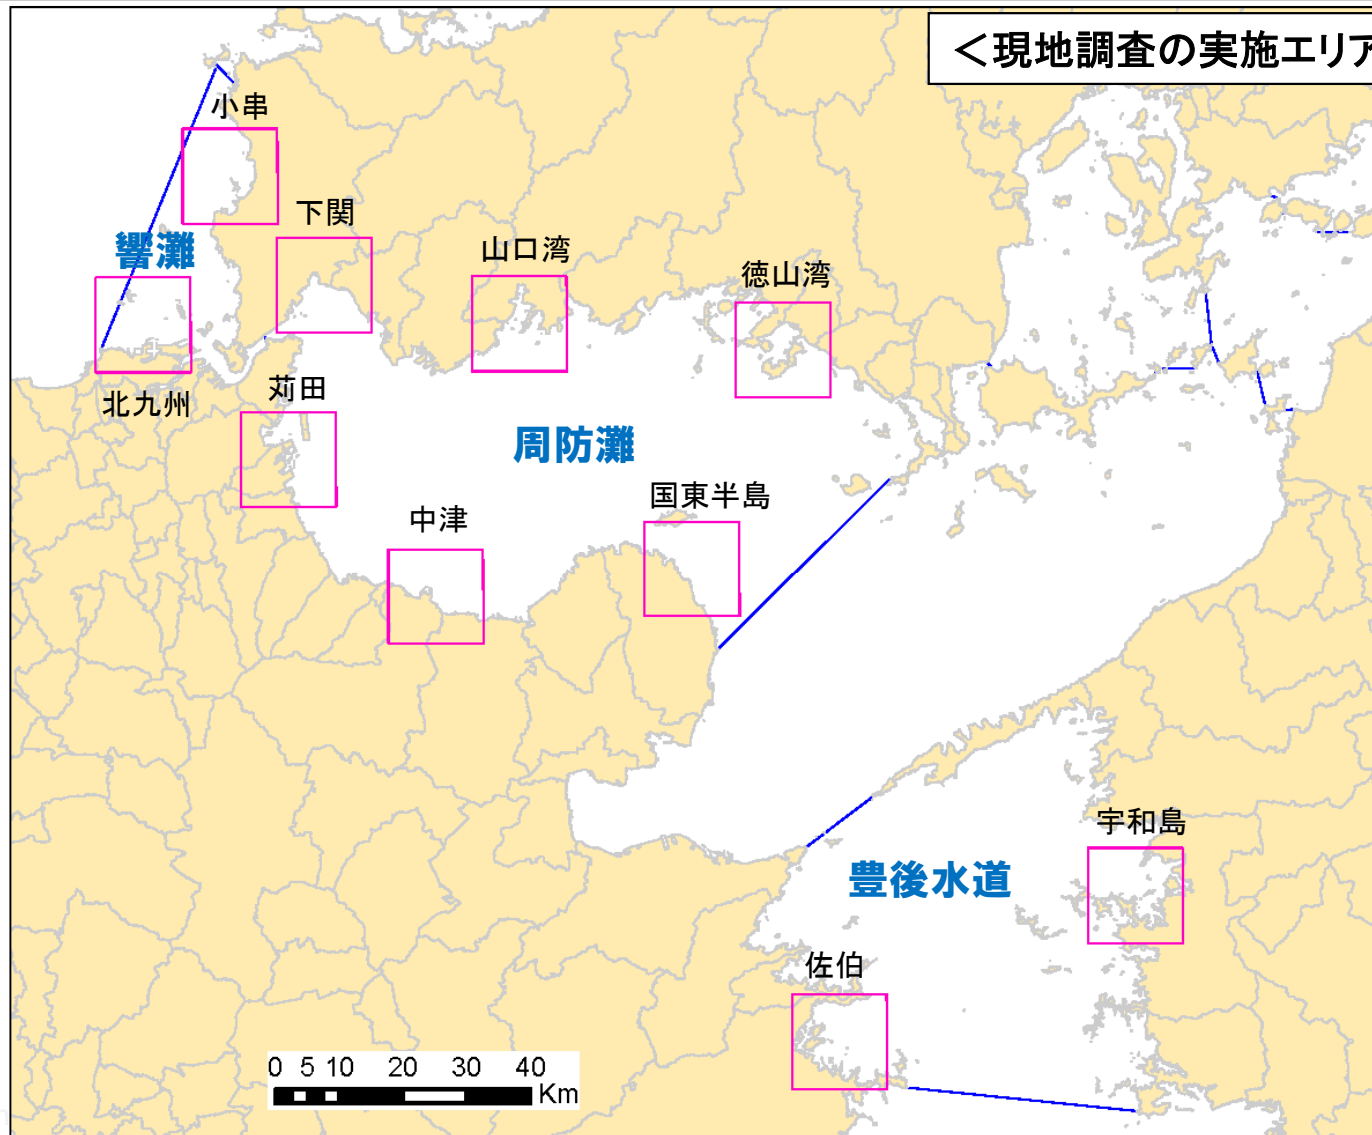 ＜現地調査の実施エリア
小串
下関
響灘
山口湾
徳山湾
北九州
苅田
周防灘
国東半島
中津
宇和島
豊後水道
佐伯
0 5 10 20 30 40
Km